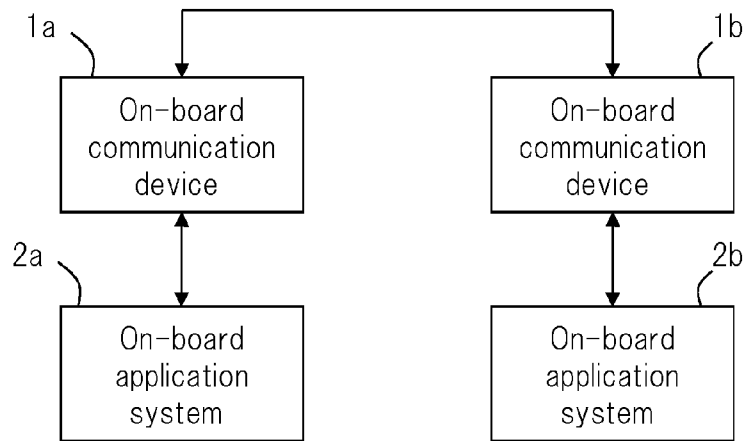 1a
1b
On-board
communication
device
On-board
communication
device
2a
2b
On-board
application
system
On-board
application
system